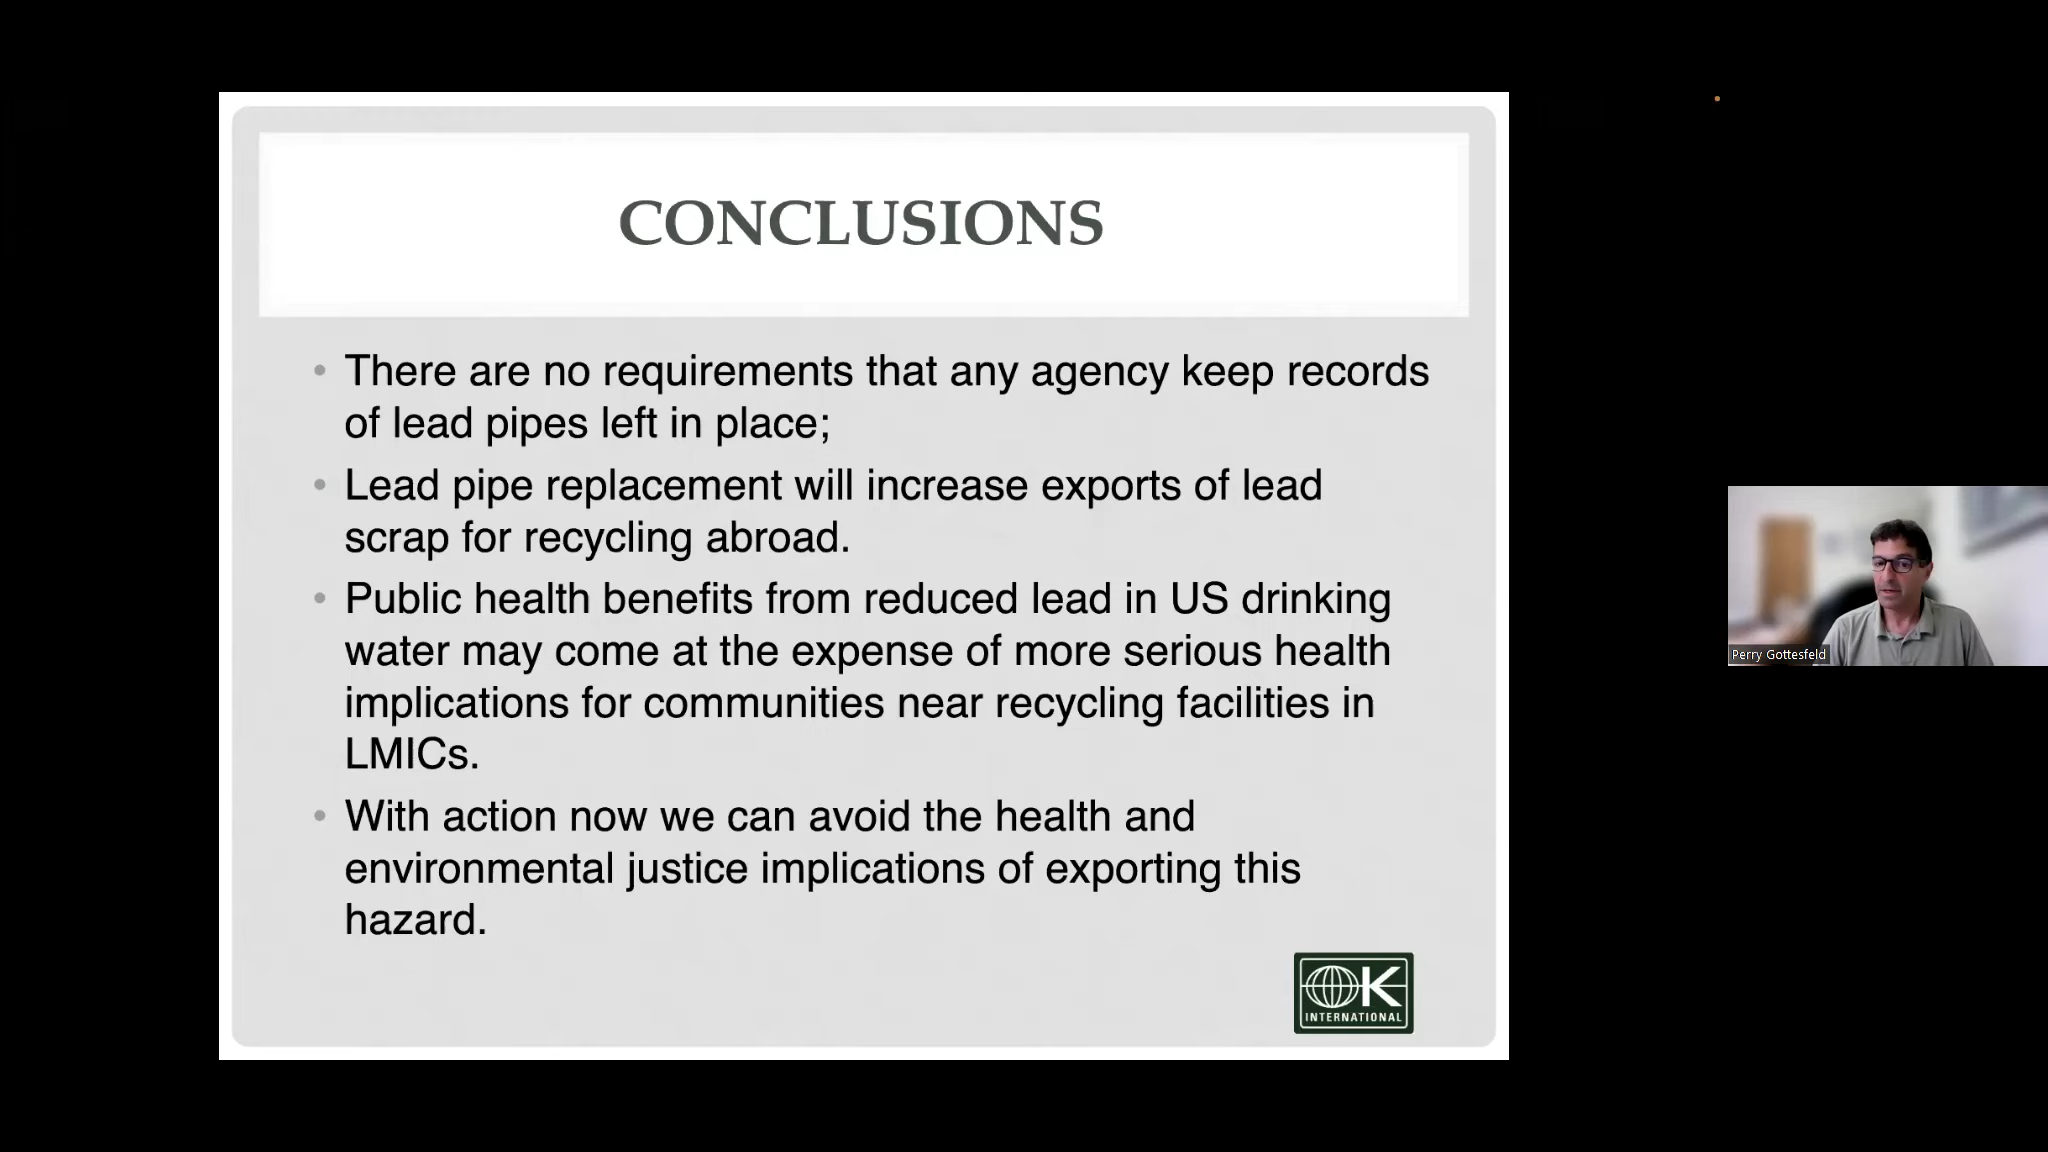 CONCLUSIONS
• There are no requirements that any agency keep records
of lead pipes left in place;
• Lead pipe replacement will increase exports of lead
scrap for recycling abroad.
• Public health benefits from reduced lead in US drinking
water may come at the expense of more serious health
implications for communities near recycling facilities in
LMICs.
• With action now we can avoid the health and
environmental justice implications of exporting this
hazard.
OK
INTERNATIONAL
Perry Gottesfeld